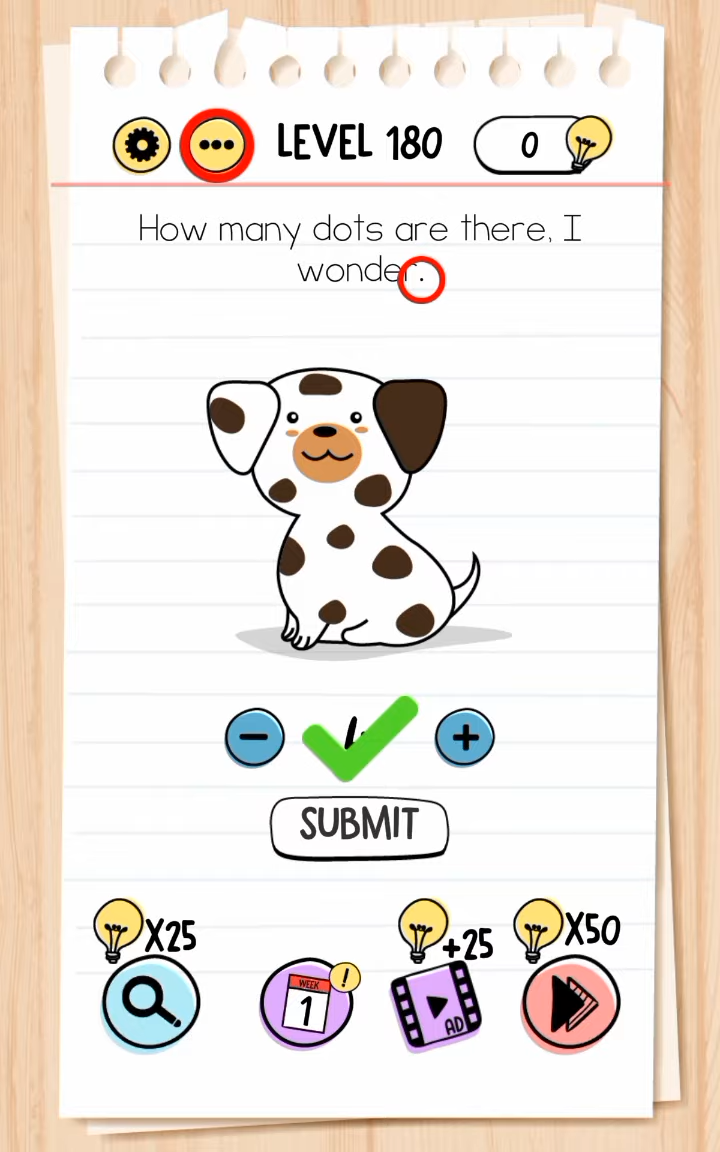 LEVEL 180
0
How many dots are there, I
wonder.
SUBMIT
X25
+25
X50
WEEK
1
!
AD